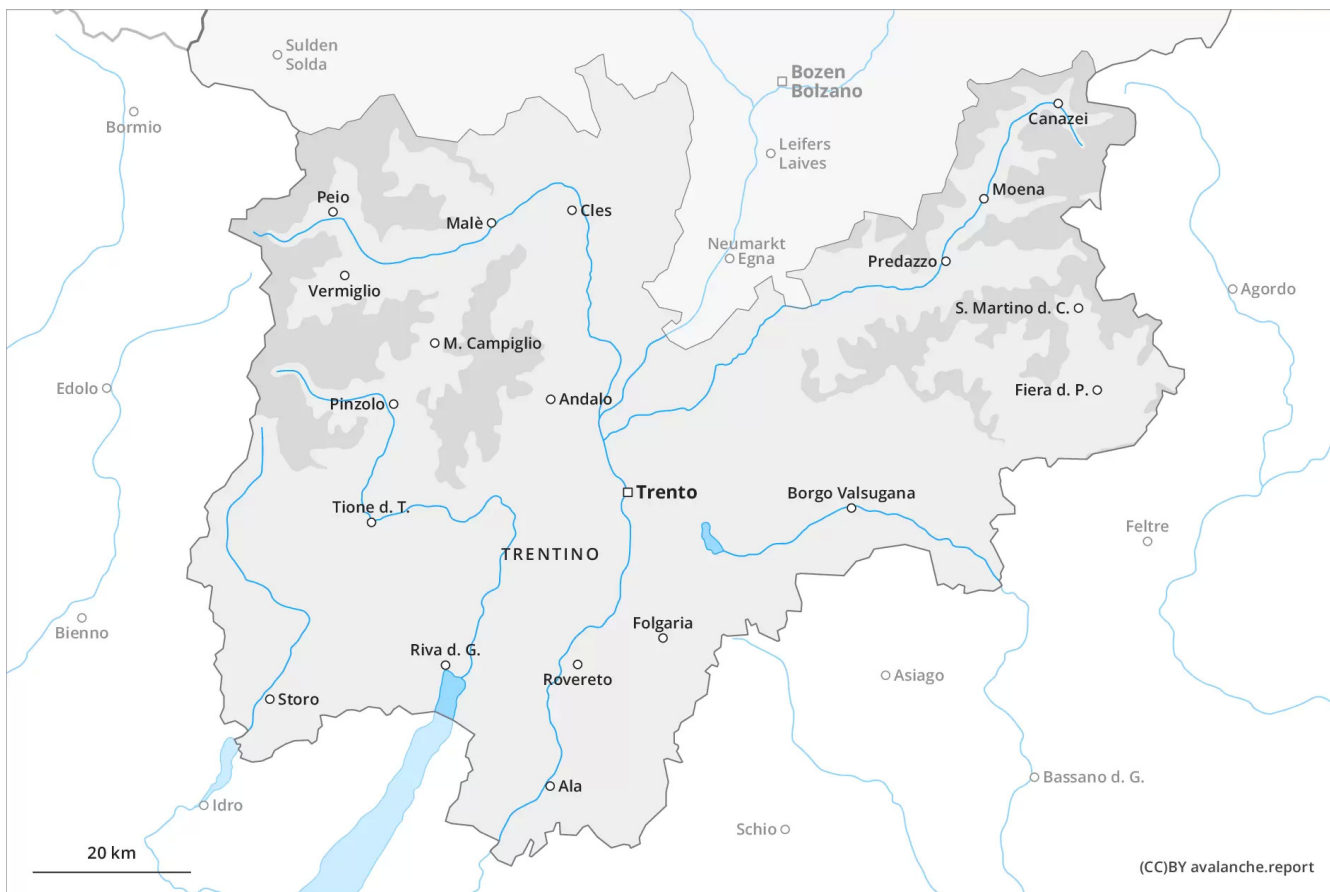 Sulden
Solda
Bozen
Bolzano
Bormio
Canazei
Leifers
Laives
Moena
Peio
Malè
Cles
Neumarkt
Egna
Predazzo
Vermiglio
Agordo
S. Martino d. C.
M. Campiglio
Edolo
Andalo
Fiera d. P.
Pinzolo
Trento
Borgo Valsugana
Tione d. T.
Feltre
TRENTINO
Bienno
Folgaria
Riva d. G.
Asiago
Rovereto
Storo
Bassano d. G.
Ala
Idro
Schio
20 km
(CC)BY avalanche.report